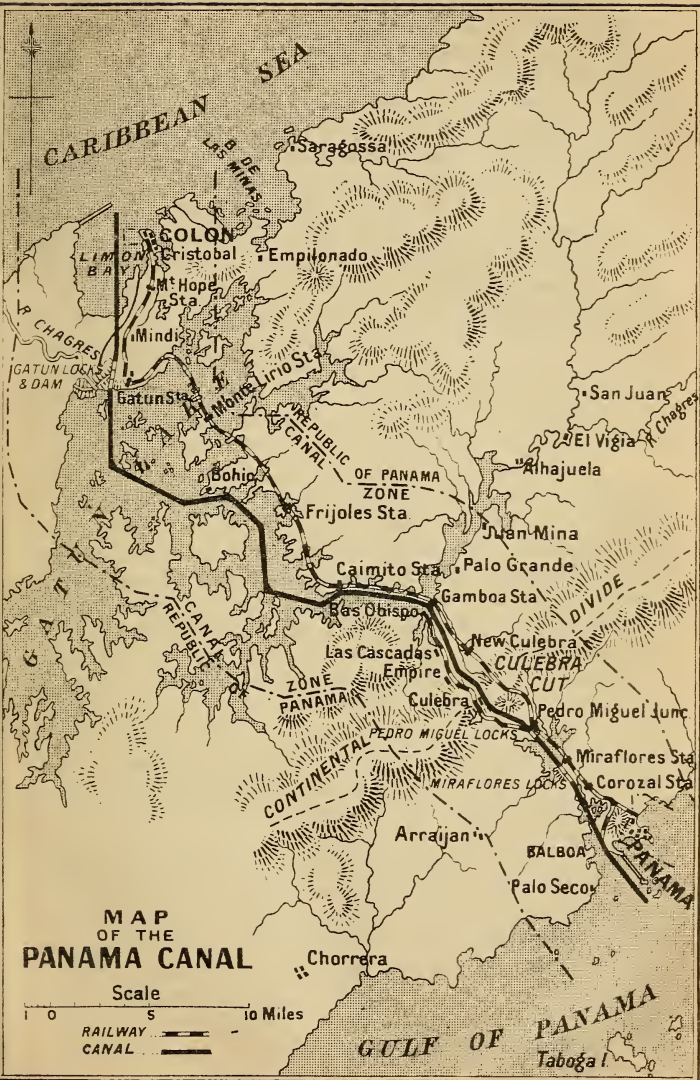 CARIBBEAN SEA
B. DE
LAS MINAS
Saragossa
COLON
Cristobal
LIMON
BAY
Empilonado
Mt Hope
Sta.
R. CHAGRES
Mindi
GATUN LOCKS
& DAM
Gatun Sta.
Monte Lirio Sta.
San Juan
R. Chagres
El Vigia
Alhajuela
REPUBLIC
CANAL
OF PANAMA
ZONE
Bohio
GATUN LAKE
Frijoles Sta.
Juan Mina
Caimito Sta.
Palo Grande
Gamboa Sta
Bas Obispo
DIVIDE
CANAL
REPUBLIC
OF
ZONE
PANAMA
New Culebra
Las Cascadas
CULEBRA
CUT
Empire
Culebra
Pedro Miguel Junc
PEDRO MIGUEL LOCKS
CONTINENTAL
Miraflores Sta
MIRAFLORES LOCKS
Corozal Sta
Arraijan
BALBOA
PANAMA
Palo Seco
MAP
OF THE
PANAMA CANAL
Chorrera
Scale
1 0 5 10 Miles
RAILWAY
CANAL
GULF OF PANAMA
Taboga I.